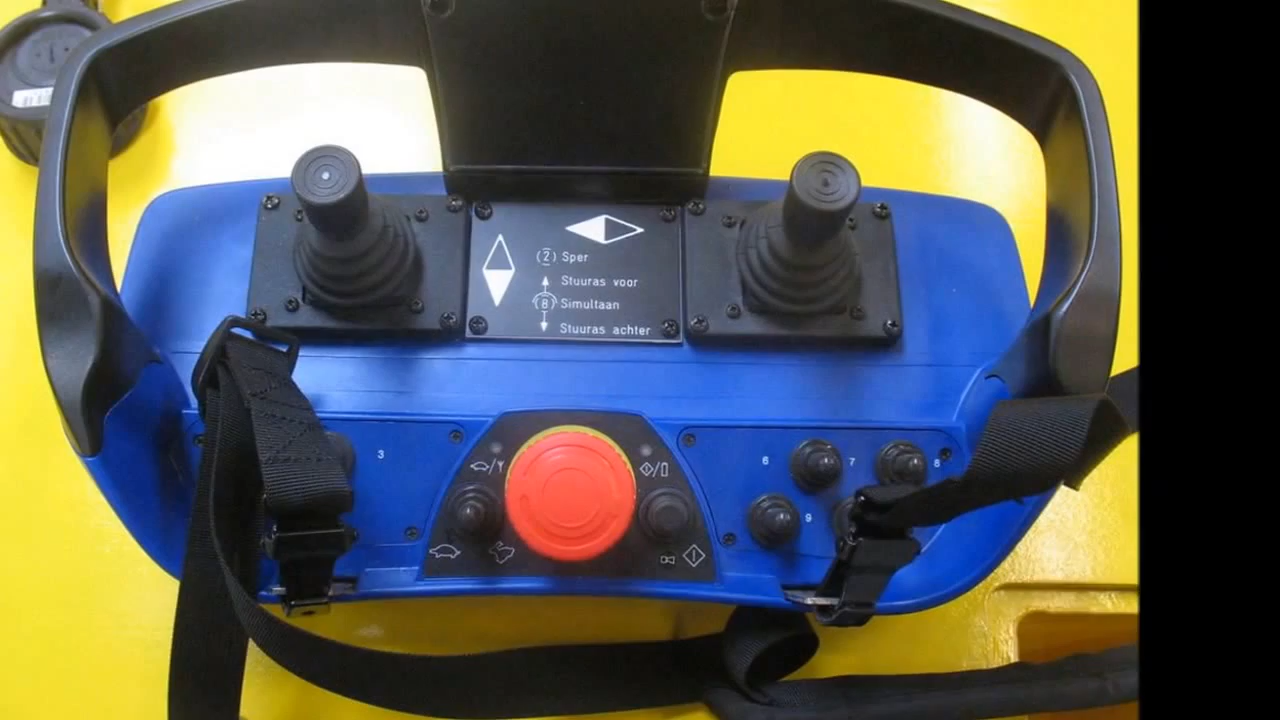 (2) Sper
Stuuras voor
(8) Simultaan
Stuuras achter
3
6
7
8
9